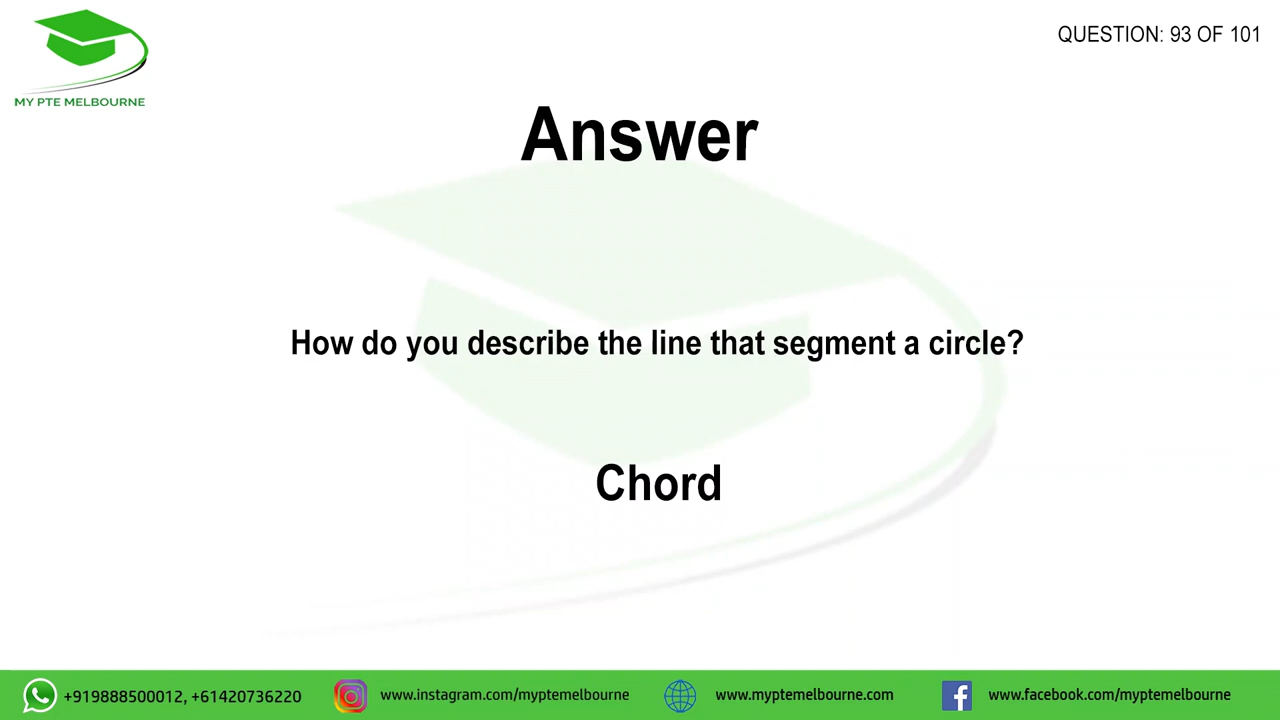 MY PTE MELBOURNE
QUESTION: 93 OF 101
Answer
How do you describe the line that segment a circle?
Chord
+919888500012, +61420736220
www.instagram.com/myptemelbourne
www.myptemelbourne.com
www.facebook.com/myptemelbourne